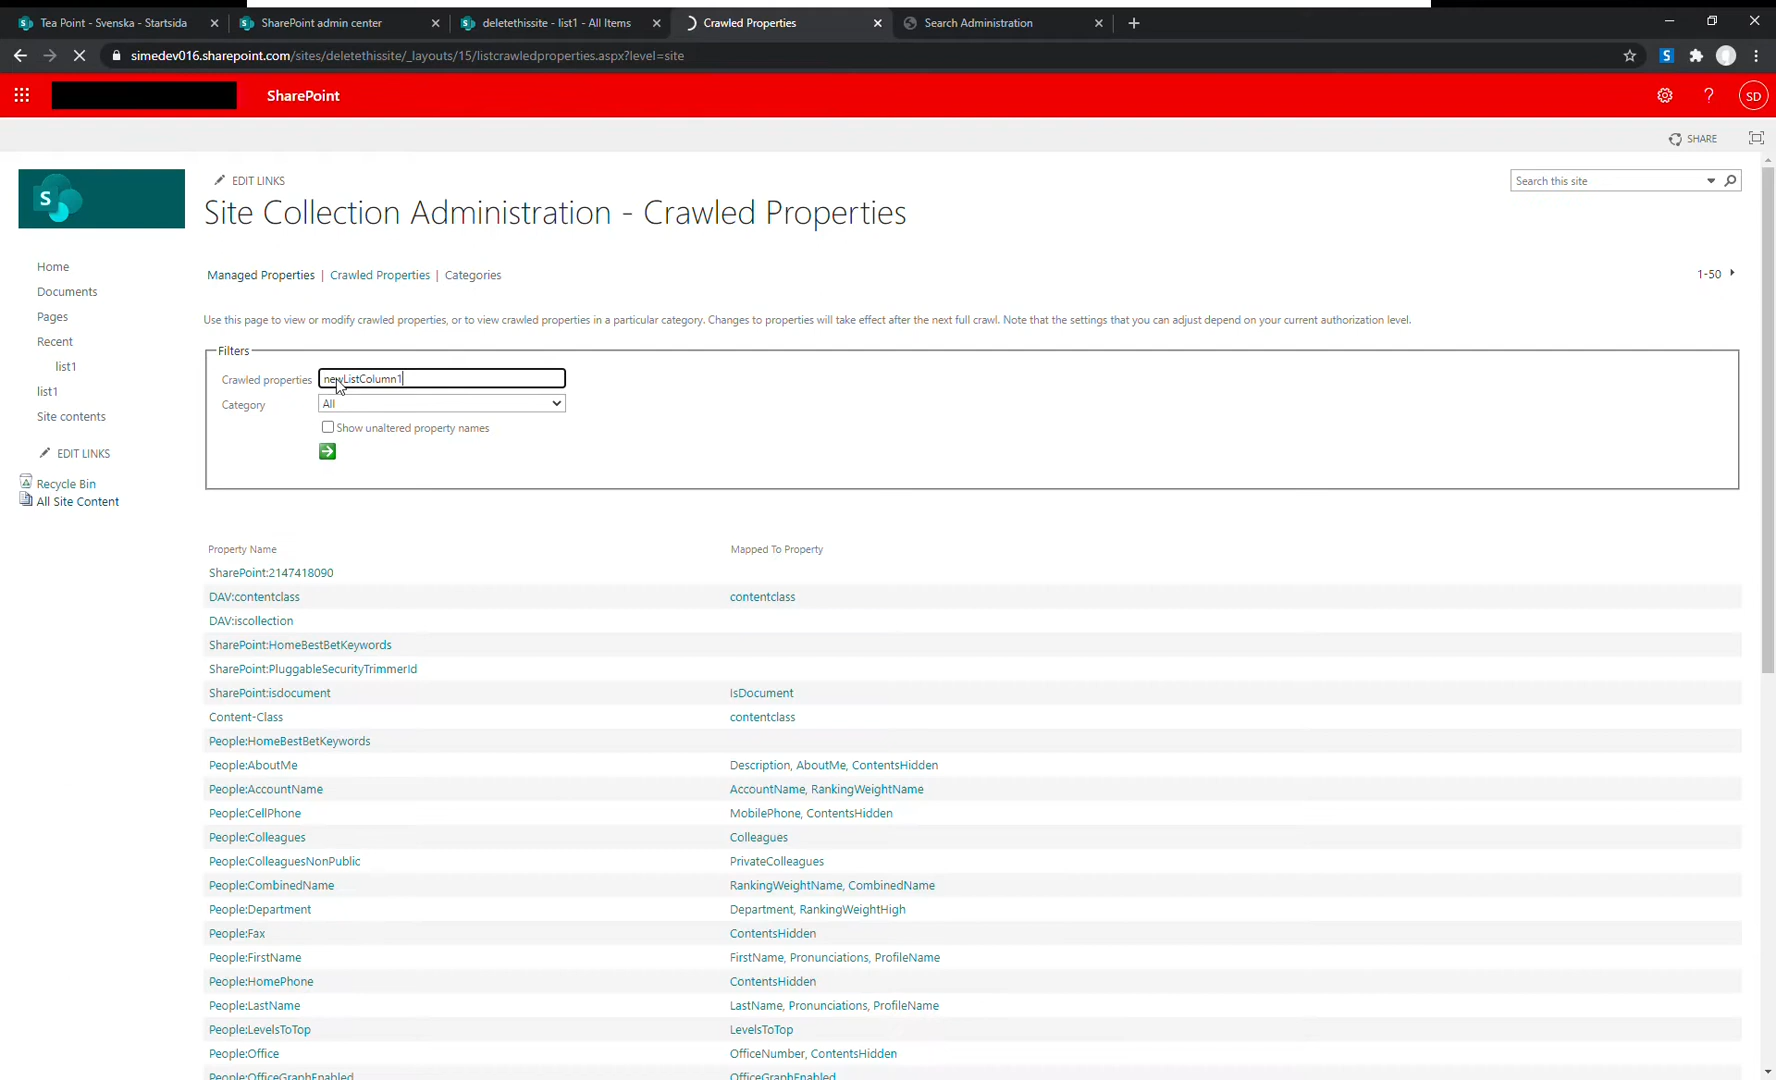 Tea Point - Svenska - Startsida
SharePoint admin center
deletethissite - list1 - All Items
Crawled Properties
Search Administration
simedev016.sharepoint.com/sites/deletethissite/_layouts/15/listcrawledproperties.aspx?level=site
S
SharePoint
?
SD
SHARE
S
EDIT LINKS
Search this site
Site Collection Administration - Crawled Properties
Home
Documents
Pages
Recent
list1
list1
Site contents
EDIT LINKS
Recycle Bin
All Site Content
Managed Properties | Crawled Properties | Categories
1-50
Use this page to view or modify crawled properties, or to view crawled properties in a particular category. Changes to properties will take effect after the next full crawl. Note that the settings that you can adjust depend on your current authorization level.
Filters
Crawled properties newListColumn1
Category All
Show unaltered property names
Property Name Mapped To Property
SharePoint:2147418090
DAV:contentclass contentclass
DAV:iscollection
SharePoint:HomeBestBetKeywords
SharePoint:PluggableSecurityTrimmerId
SharePoint:isdocument IsDocument
Content-Class contentclass
People:HomeBestBetKeywords
People:AboutMe Description, AboutMe, ContentsHidden
People:AccountName AccountName, RankingWeightName
People:CellPhone MobilePhone, ContentsHidden
People:Colleagues Colleagues
People:ColleaguesNonPublic PrivateColleagues
People:CombinedName RankingWeightName, CombinedName
People:Department Department, RankingWeightHigh
People:Fax ContentsHidden
People:FirstName FirstName, Pronunciations, ProfileName
People:HomePhone ContentsHidden
People:LastName LastName, Pronunciations, ProfileName
People:LevelsToTop LevelsToTop
People:Office OfficeNumber, ContentsHidden
People:OfficeGraphEnabled OfficeGraphEnabled